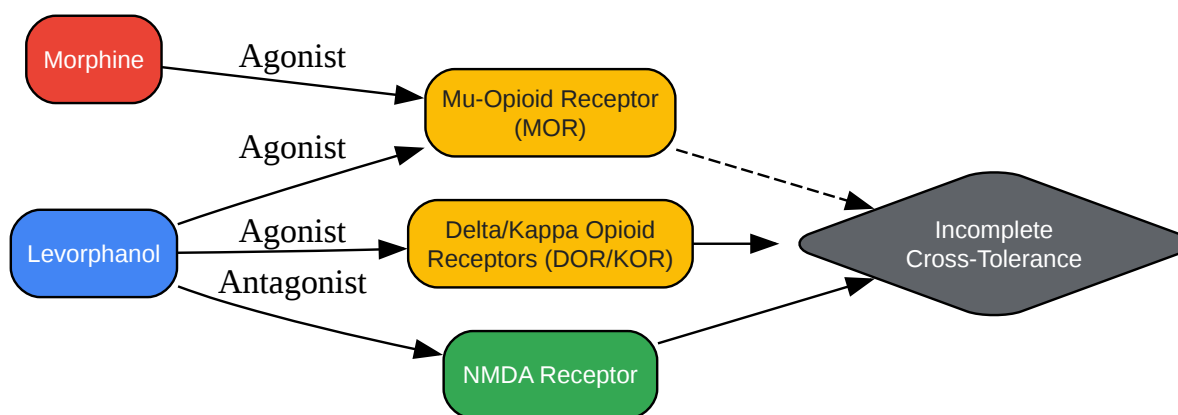 Morphine
Agonist
Mu-Opioid Receptor
(MOR)
Agonist
Levorphanol
Agonist
Delta/Kappa Opioid
Receptors (DOR/KOR)
Incomplete
Cross-Tolerance
Antagonist
NMDA Receptor